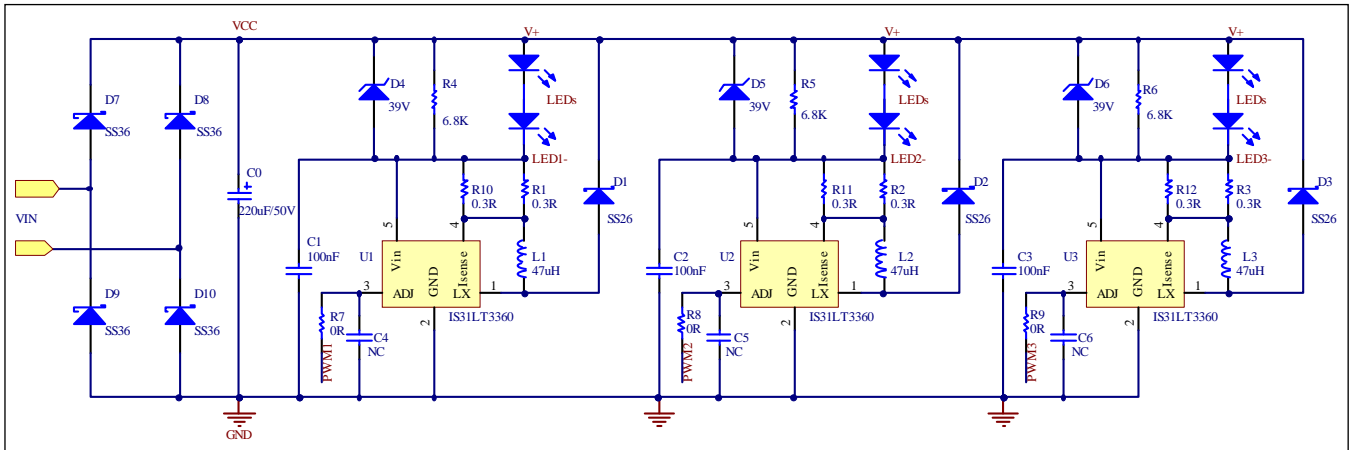 VCC
V+
V+
V+
D7
SS36
D8
SS36
D4
39V
R4
6.8K
LEDs
LED1-
D5
39V
R5
6.8K
LEDs
LED2-
D6
39V
R6
6.8K
LEDs
LED3-
VIN
C0
+
220uF/50V
R10
0.3R
R1
0.3R
D1
SS26
R11
0.3R
R2
0.3R
D2
SS26
R12
0.3R
R3
0.3R
D3
SS26
D9
SS36
D10
SS36
C1
100nF
U1
5
4
Vin
GND
Isense
ADJ
LX
3
1
2
L1
47uH
IS31LT3360
R7
0R
C4
NC
PWM1
C2
100nF
U2
5
4
Vin
GND
Isense
ADJ
LX
3
1
2
L2
47uH
IS31LT3360
R8
0R
C5
NC
PWM2
C3
100nF
U3
5
4
Vin
GND
Isense
ADJ
LX
3
1
2
L3
47uH
IS31LT3360
R9
0R
C6
NC
PWM3
GND